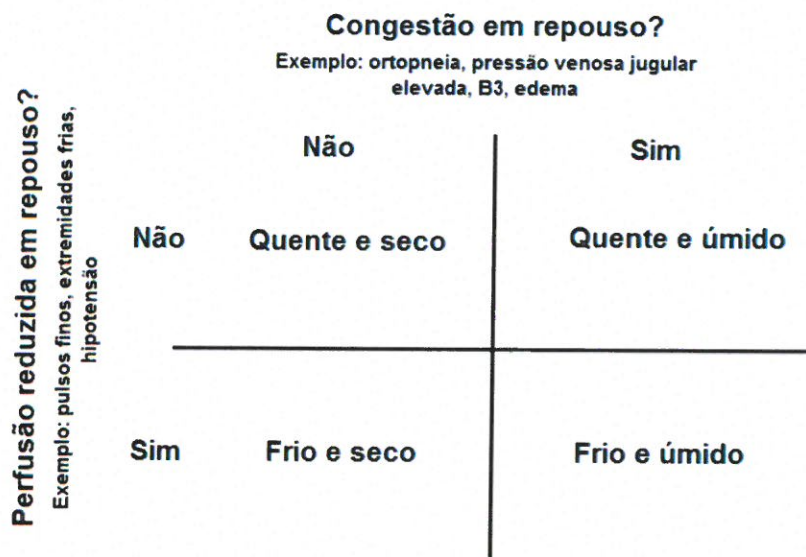 Congestão em repouso?
Exemplo: ortopneia, pressão venosa jugular
elevada, B3, edema
Perfusão reduzida em repouso?
Exemplo: pulsos finos, extremidades frias,
hipotensão
Não
Sim
Não
Quente e seco
Quente e úmido
Sim
Frio e seco
Frio e úmido